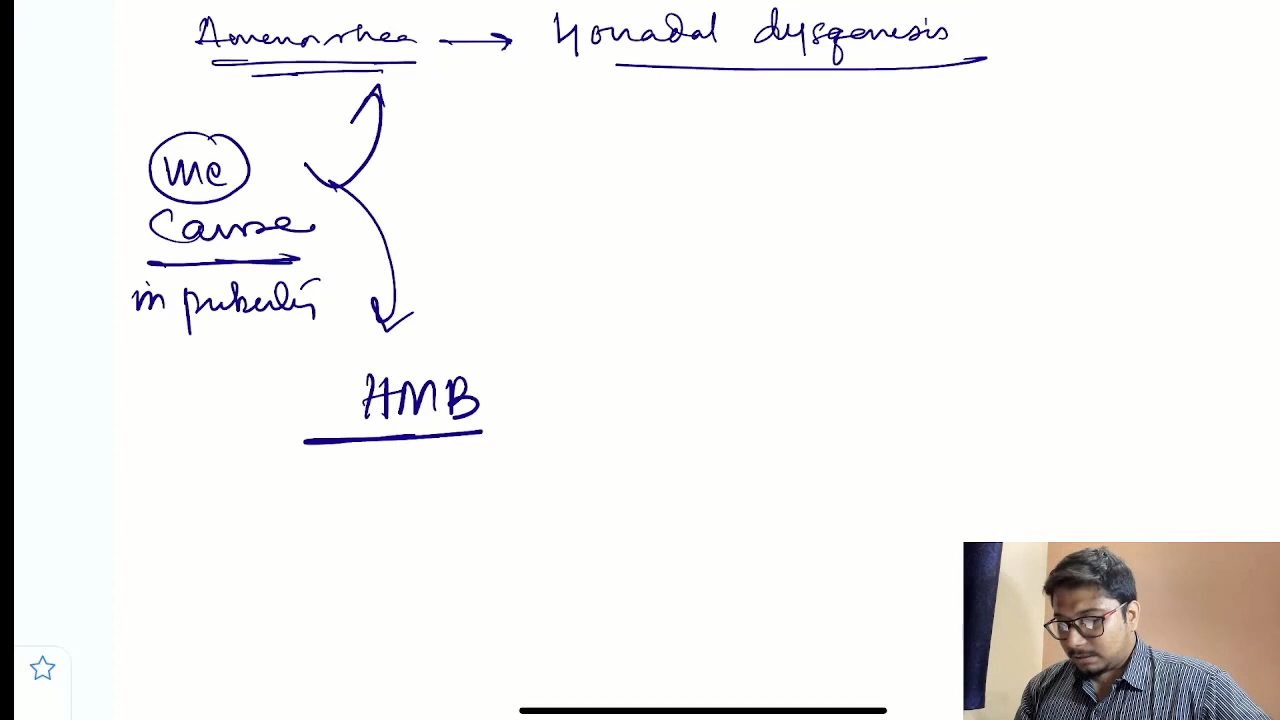 Amenorrhea → Gonadal dysgenesis
MC
Cause
in puberty
HMB